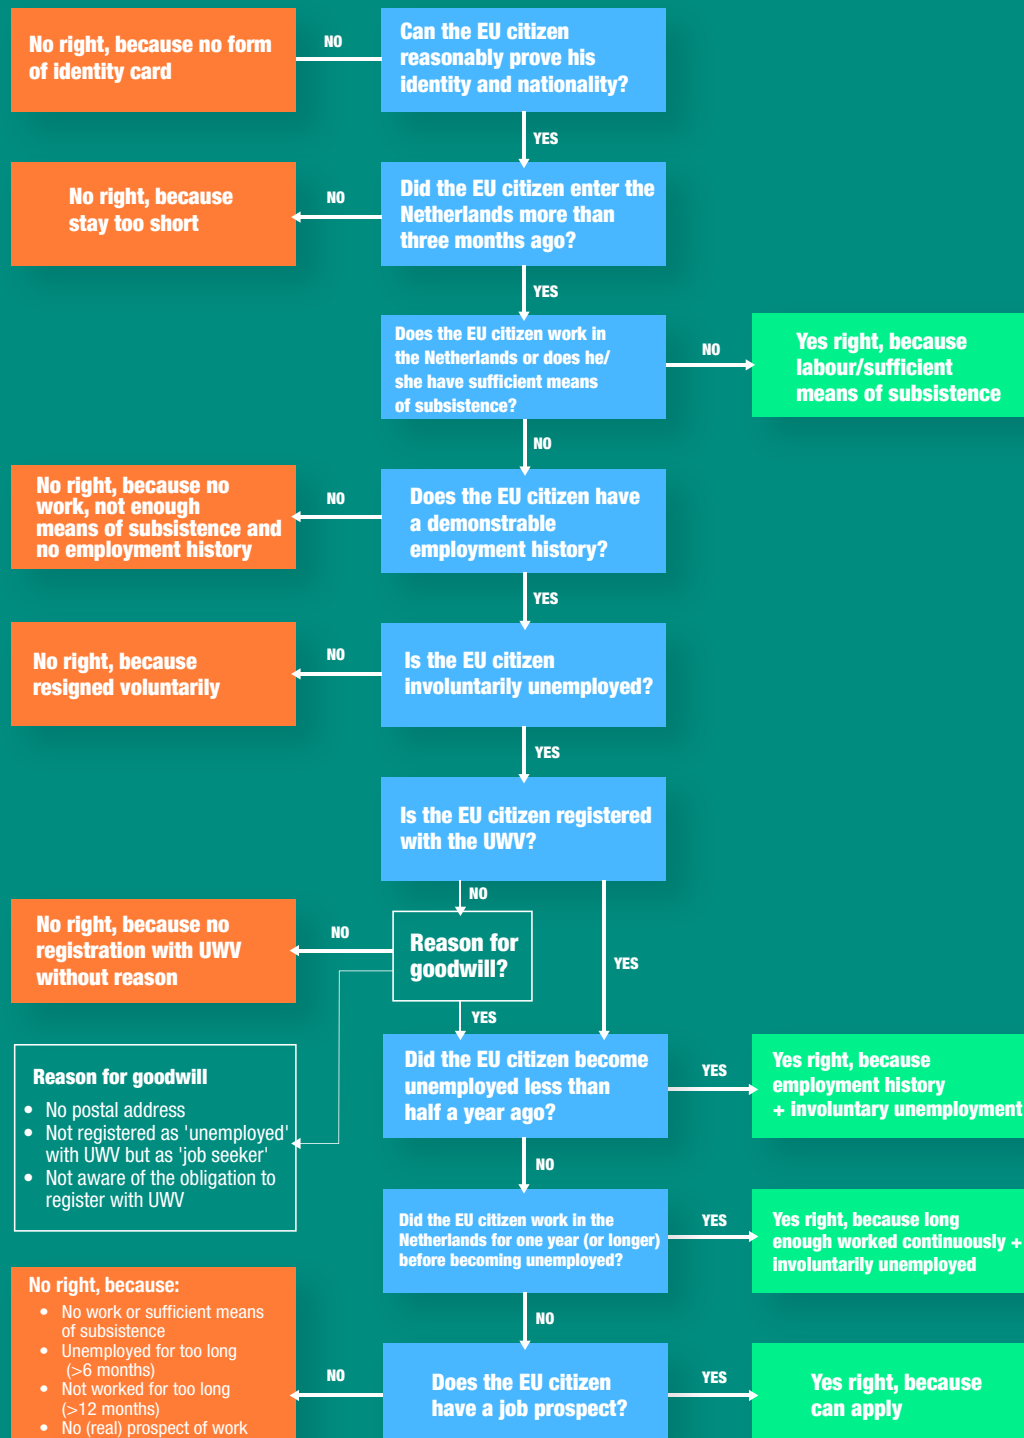 No right, because no form
of identity card
NO
Can the EU citizen
reasonably prove his
identity and nationality?
YES
No right, because
stay too short
NO
Did the EU citizen enter the
Netherlands more than
three months ago?
YES
Does the EU citizen work in
the Netherlands or does he/
she have sufficient means
of subsistence?
NO
Yes right, because
labour/sufficient
means of subsistence
NO
No right, because no
work, not enough
means of subsistence and
no employment history
NO
Does the EU citizen have
a demonstrable
employment history?
YES
No right, because
resigned voluntarily
NO
Is the EU citizen
involuntarily unemployed?
YES
Is the EU citizen registered
with the UWV?
NO
No right, because no
registration with UWV
without reason
NO
Reason for
goodwill?
YES
YES
Reason for goodwill
• No postal address
• Not registered as 'unemployed'
with UWV but as 'job seeker'
• Not aware of the obligation to
register with UWV
Did the EU citizen become
unemployed less than
half a year ago?
YES
Yes right, because
employment history
+ involuntary unemployment
NO
Did the EU citizen work in the
Netherlands for one year (or longer)
before becoming unemployed?
YES
Yes right, because long
enough worked continuously +
involuntarily unemployed
NO
No right, because:
• No work or sufficient means
of subsistence
• Unemployed for too long
(>6 months)
• Not worked for too long
(>12 months)
• No (real) prospect of work
NO
Does the EU citizen
have a job prospect?
YES
Yes right, because
can apply